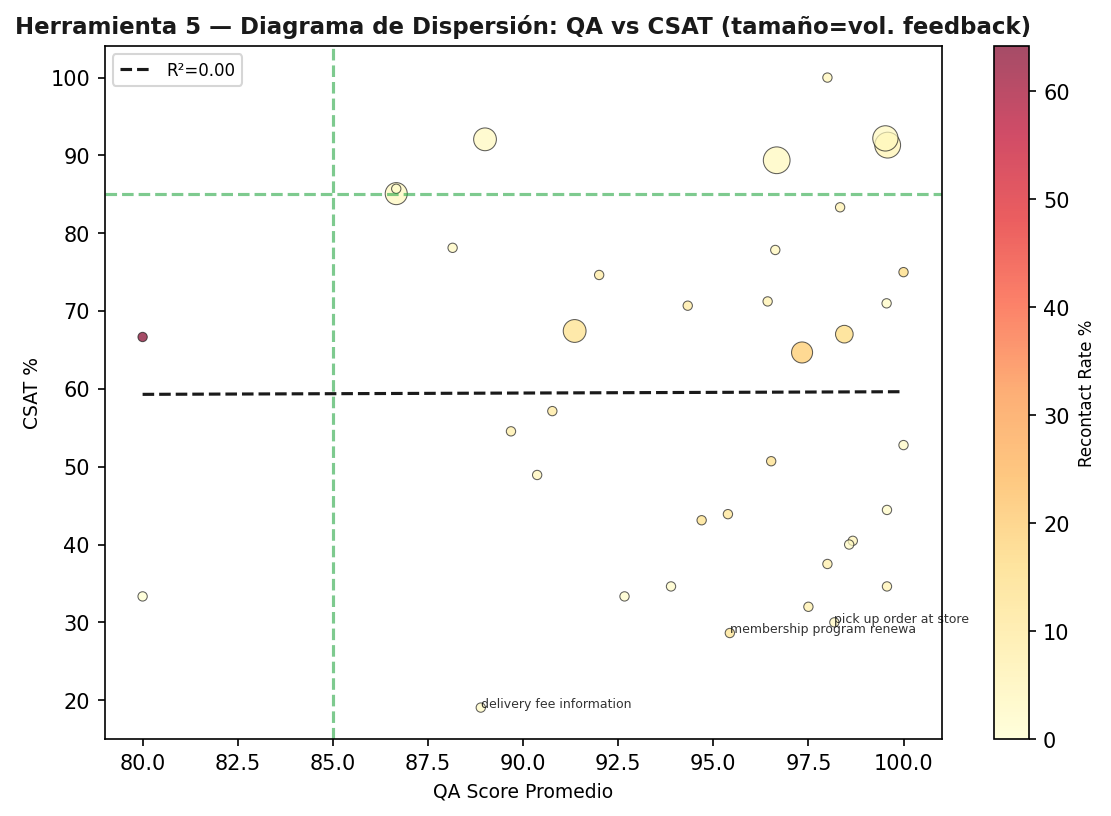 Herramienta 5 — Diagrama de Dispersión: QA vs CSAT (tamaño=vol. feedback)
R²=0.00
100
90
80
70
60
50
40
30
20
CSAT %
pick up order at store
membership program renewa
delivery fee information
80.0 82.5 85.0 87.5 90.0 92.5 95.0 97.5 100.0
QA Score Promedio
60
50
40
30
20
10
0
Recontact Rate %